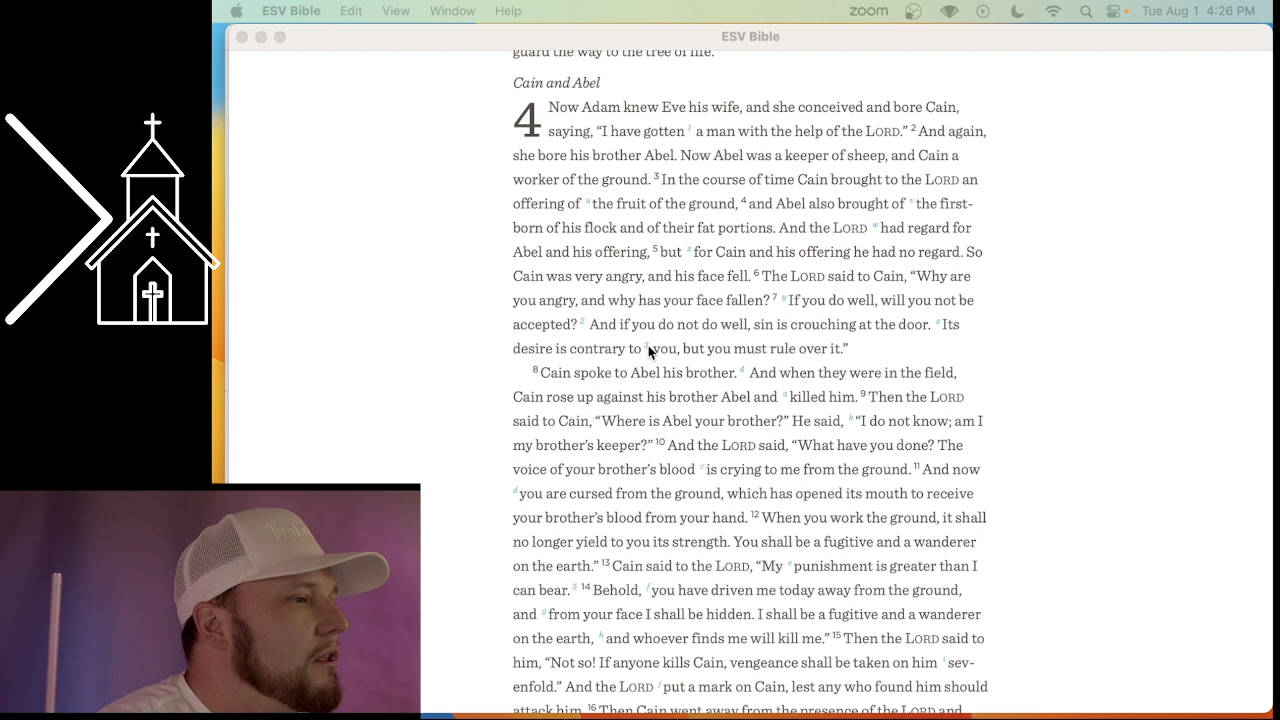 ESV Bible Edit View Window Help zoom Tue Aug 1 4:26 PM
ESV Bible
guard the way to the tree of life.
Cain and Abel
4 Now Adam knew Eve his wife, and she conceived and bore Cain,
saying, “I have gotten 1 a man with the help of the LORD.” 2 And again,
she bore his brother Abel. Now Abel was a keeper of sheep, and Cain a
worker of the ground. 3 In the course of time Cain brought to the LORD an
offering of u the fruit of the ground, 4 and Abel also brought of v the first-
born of his flock and of their fat portions. And the LORD w had regard for
Abel and his offering, 5 but x for Cain and his offering he had no regard. So
Cain was very angry, and his face fell. 6 The LORD said to Cain, “Why are
you angry, and why has your face fallen? 7 y If you do well, will you not be
accepted? 2 And if you do not do well, sin is crouching at the door. z Its
desire is contrary to 3 you, but you must rule over it.”
8 Cain spoke to Abel his brother. 4 And when they were in the field,
Cain rose up against his brother Abel and a killed him. 9 Then the LORD
said to Cain, “Where is Abel your brother?” He said, b “I do not know; am I
my brother’s keeper?” 10 And the LORD said, “What have you done? The
voice of your brother’s blood c is crying to me from the ground. 11 And now
d you are cursed from the ground, which has opened its mouth to receive
your brother’s blood from your hand. 12 When you work the ground, it shall
no longer yield to you its strength. You shall be a fugitive and a wanderer
on the earth.” 13 Cain said to the LORD, “My e punishment is greater than I
can bear. 5 14 Behold, f you have driven me today away from the ground,
and g from your face I shall be hidden. I shall be a fugitive and a wanderer
on the earth, h and whoever finds me will kill me.” 15 Then the LORD said to
him, “Not so! If anyone kills Cain, vengeance shall be taken on him i sev-
enfold.” And the LORD j put a mark on Cain, lest any who found him should
attack him. 16 Then Cain went away from the presence of the LORD and